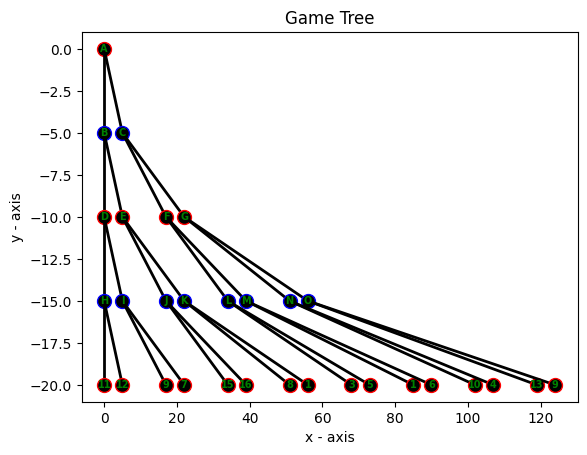 Game Tree
0.0
A
−2.5
−5.0
B C
−7.5
−10.0
D E F G
−12.5
−15.0
H I J K L M N O
−17.5
−20.0
11 12 9 7 15 16 8 1 3 5 1 6 10 4 13 4
0 20 40 60 80 100 120
x - axis
y - axis